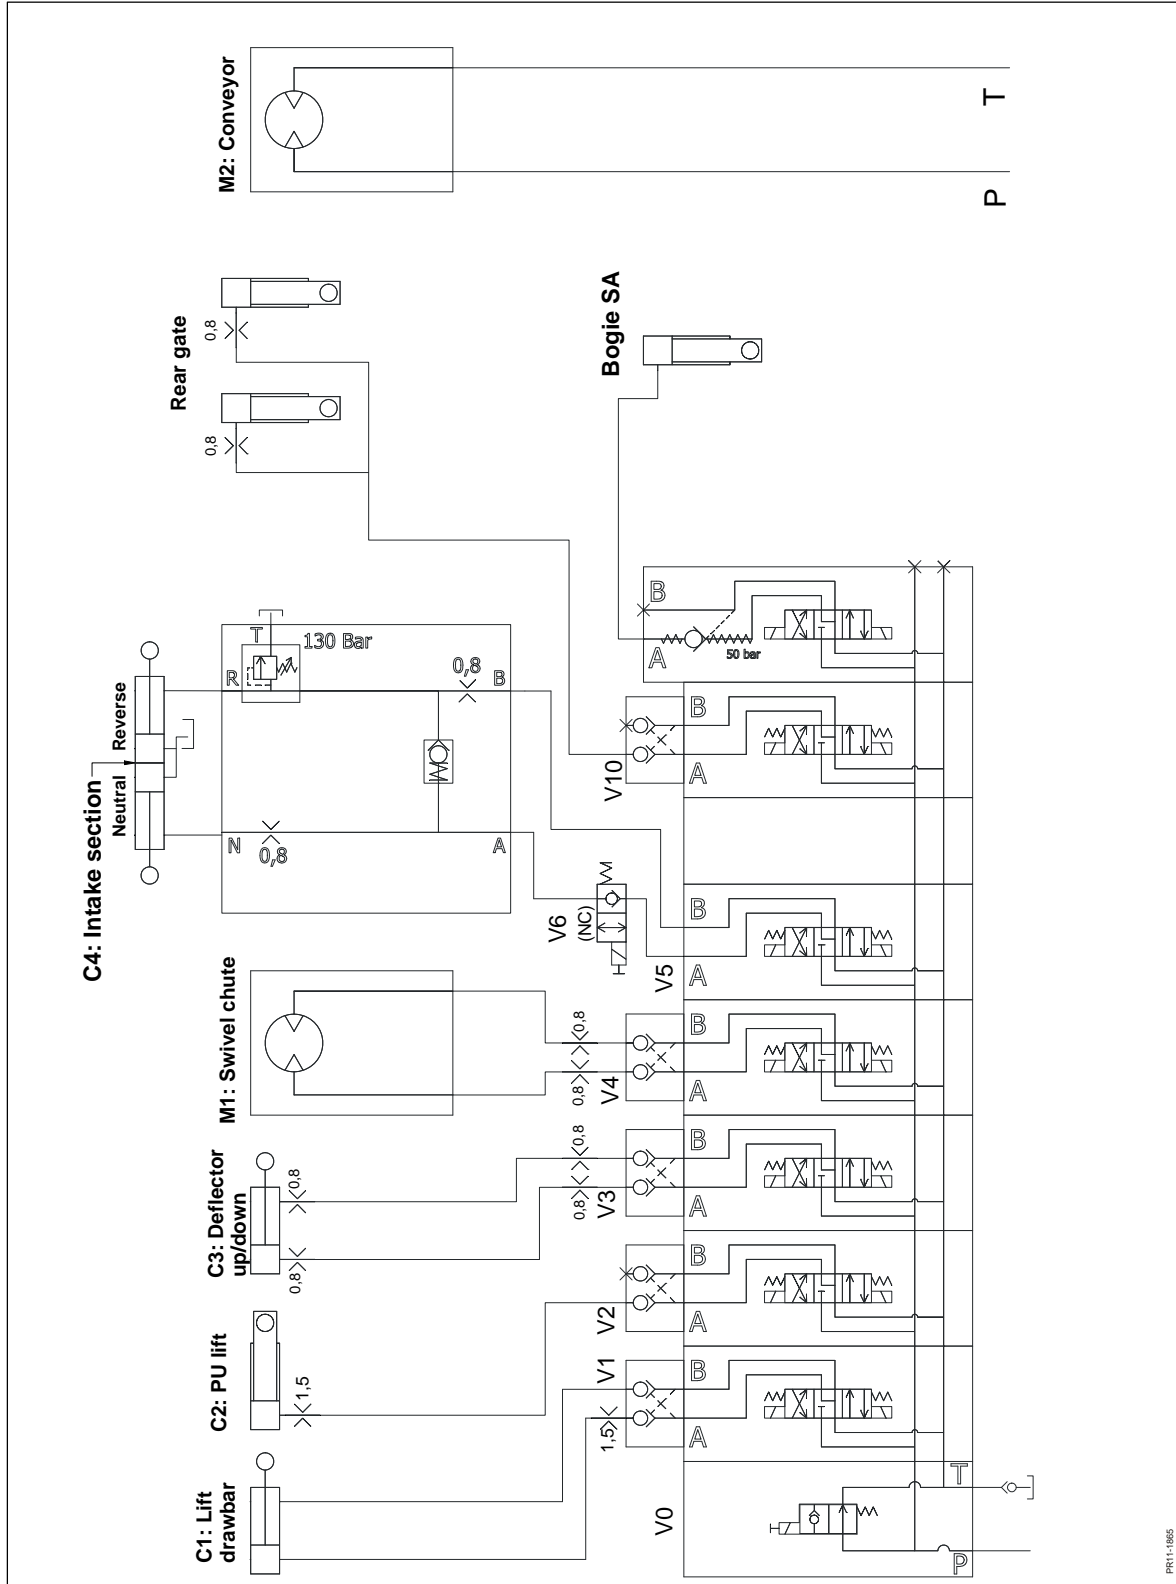 M2: Conveyor
T
P
Rear gate
0,8
0,8
Bogie SA
B
A
50 bar
C4: Intake section
Neutral
Reverse
T
130 Bar
R
0,8
B
N
0,8
A
V10
B
A
V6
(NC)
V5
B
A
M1: Swivel chute
0,8
0,8
V4
B
A
C3: Deflector
up/down
0,8
0,8
0,8
0,8
V3
B
A
C2: PU lift
1,5
V2
B
A
C1: Lift
drawbar
1,5
V1
B
A
V0
T
P
PR11-1865